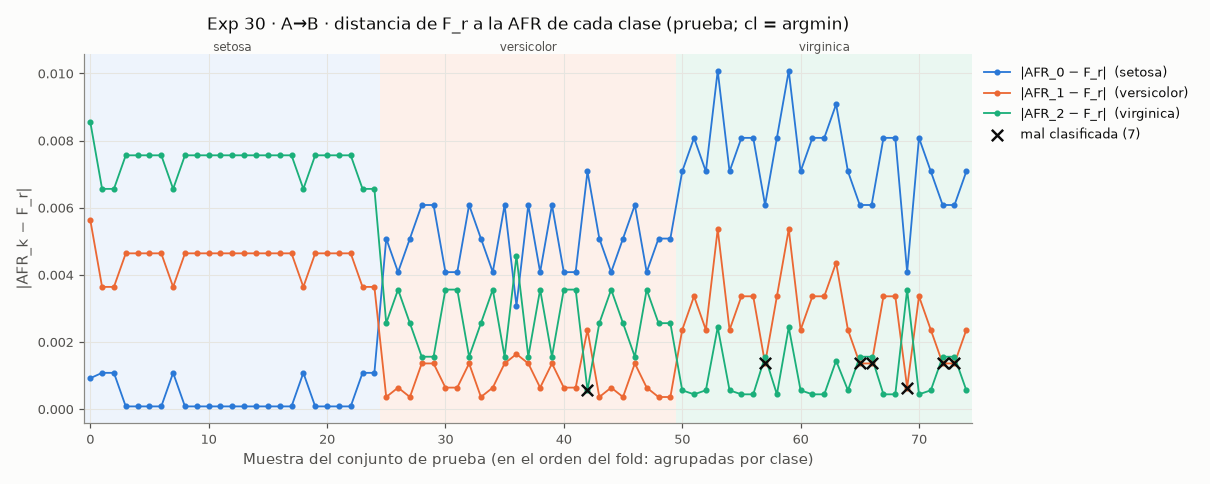 Exp 30 · A→B · distancia de F_r a la AFR de cada clase (prueba; cl = argmin)
setosa
versicolor
virginica
|AFR_k − F_r|
0.010
0.008
0.006
0.004
0.002
0.000
0
10
20
30
40
50
60
70
Muestra del conjunto de prueba (en el orden del fold: agrupadas por clase)
|AFR_0 − F_r| (setosa)
|AFR_1 − F_r| (versicolor)
|AFR_2 − F_r| (virginica)
mal clasificada (7)